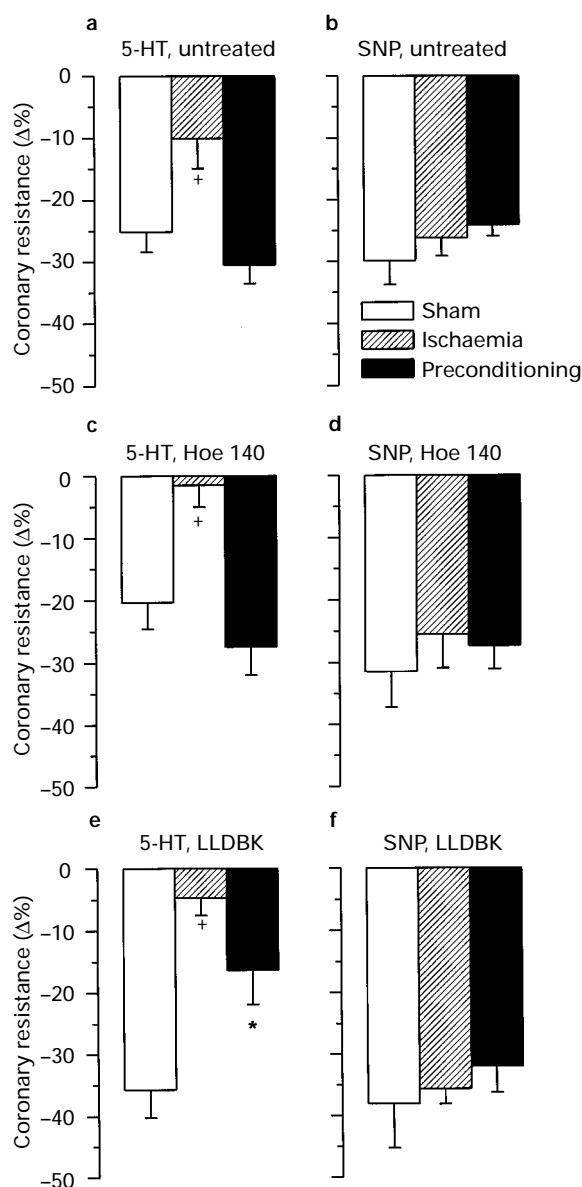 a
5-HT, untreated
b
SNP, untreated
Coronary resistance (Δ%)
0
–10
–20
–30
–40
–50
+
Sham
Ischaemia
Preconditioning
c
5-HT, Hoe 140
d
SNP, Hoe 140
Coronary resistance (Δ%)
0
–10
–20
–30
–40
–50
+
e
5-HT, LLDBK
f
SNP, LLDBK
Coronary resistance (Δ%)
0
–10
–20
–30
–40
–50
+
*